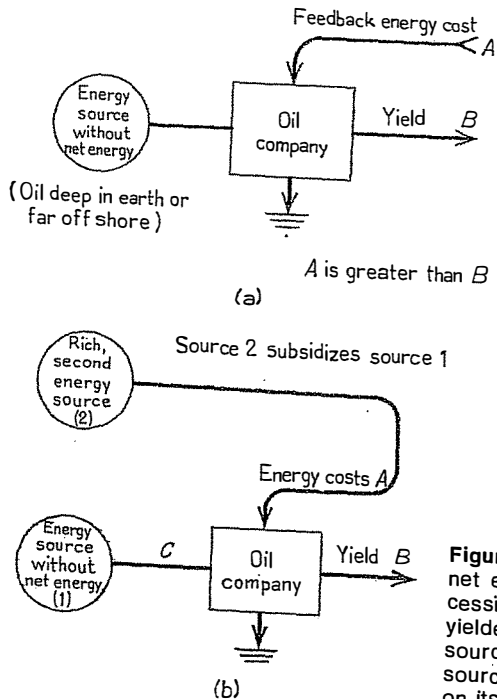 Feedback energy cost
A
Energy
source
without
net energy
Oil
company
Yield
B
(Oil deep in earth or
far off shore)
A is greater than B
(a)
Rich,
second
energy
source
(2)
Source 2 subsidizes source 1
Energy costs A
Energy
source
without
net energy
(1)
C
Oil
company
Yield B
(b)
Figur
net e
cessi
yielde
sourc
sourc
on its